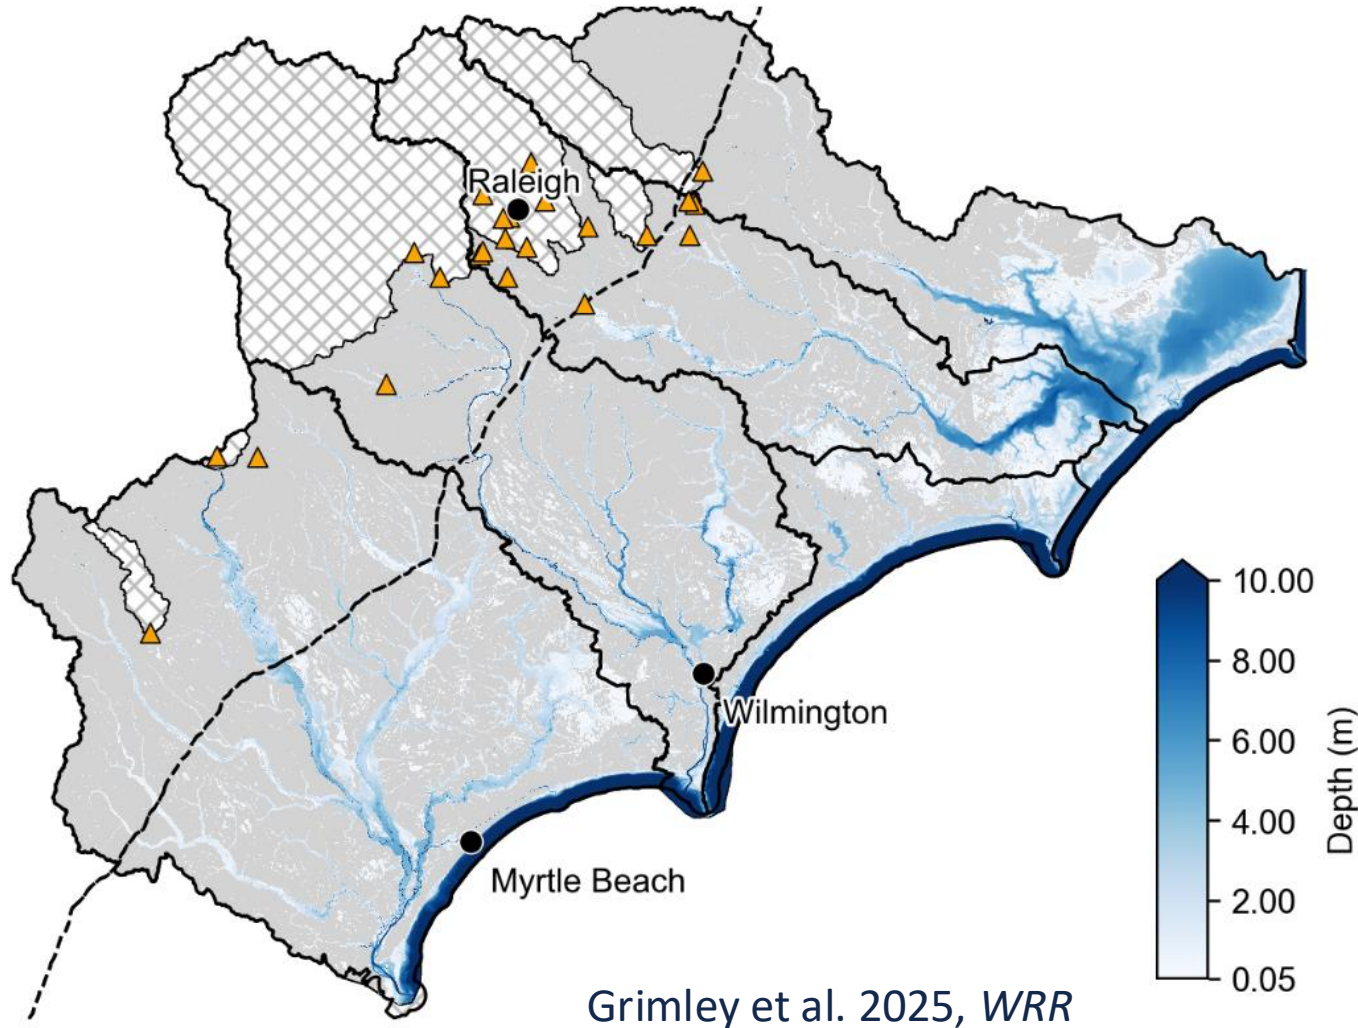 Raleigh
Wilmington
Myrtle Beach
10.00
8.00
6.00
4.00
2.00
0.05
Depth (m)
Grimley et al. 2025, WRR